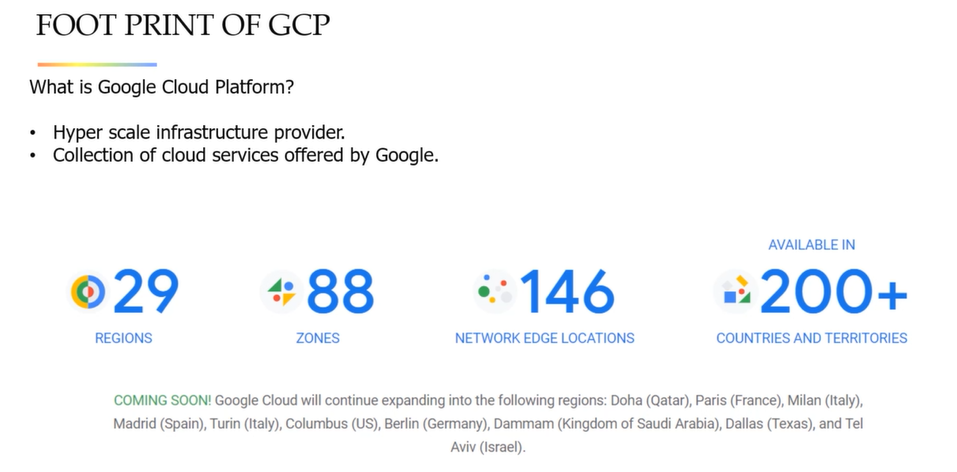 FOOT PRINT OF GCP
What is Google Cloud Platform?
• Hyper scale infrastructure provider.
• Collection of cloud services offered by Google.
AVAILABLE IN
29 88 146 200+
REGIONS ZONES NETWORK EDGE LOCATIONS COUNTRIES AND TERRITORIES
COMING SOON! Google Cloud will continue expanding into the following regions: Doha (Qatar), Paris (France), Milan (Italy),
Madrid (Spain), Turin (Italy), Columbus (US), Berlin (Germany), Dammam (Kingdom of Saudi Arabia), Dallas (Texas), and Tel
Aviv (Israel).